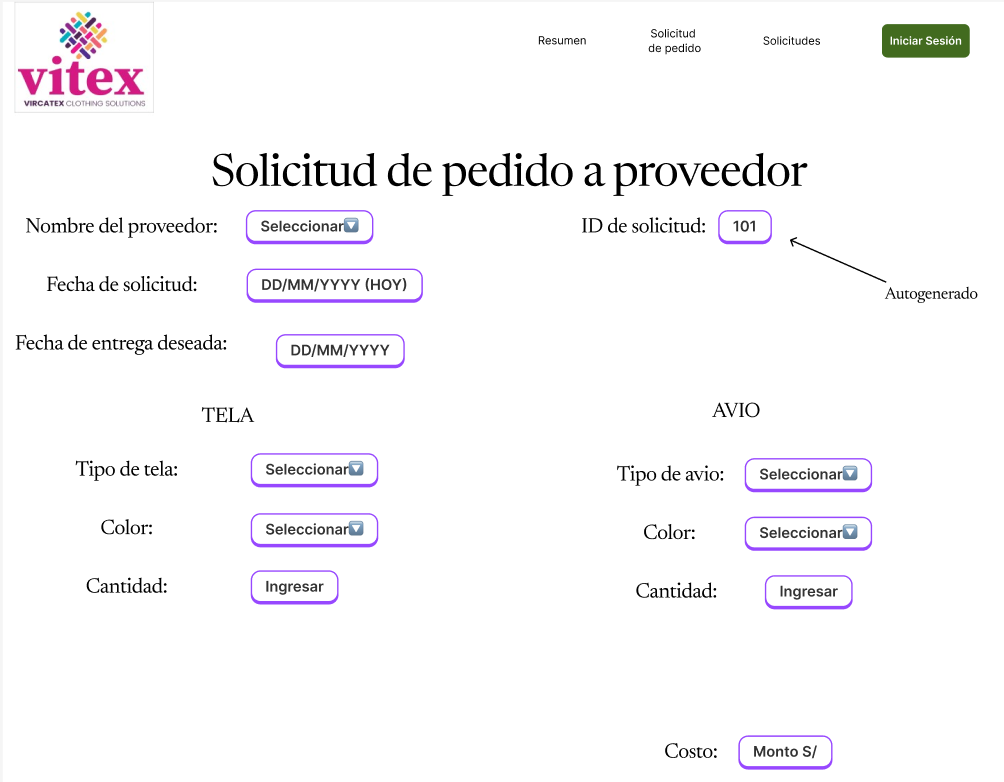 vitex
VIRCATEX CLOTHING SOLUTIONS
Resumen
Solicitud
de pedido
Solicitudes
Iniciar Sesión
Solicitud de pedido a proveedor
Nombre del proveedor: Seleccionar
ID de solicitud: 101
Fecha de solicitud: DD/MM/YYYY (HOY)
Autogenerado
Fecha de entrega deseada: DD/MM/YYYY
TELA
AVIO
Tipo de tela: Seleccionar
Tipo de avio: Seleccionar
Color: Seleccionar
Color: Seleccionar
Cantidad: Ingresar
Cantidad: Ingresar
Costo: Monto S/